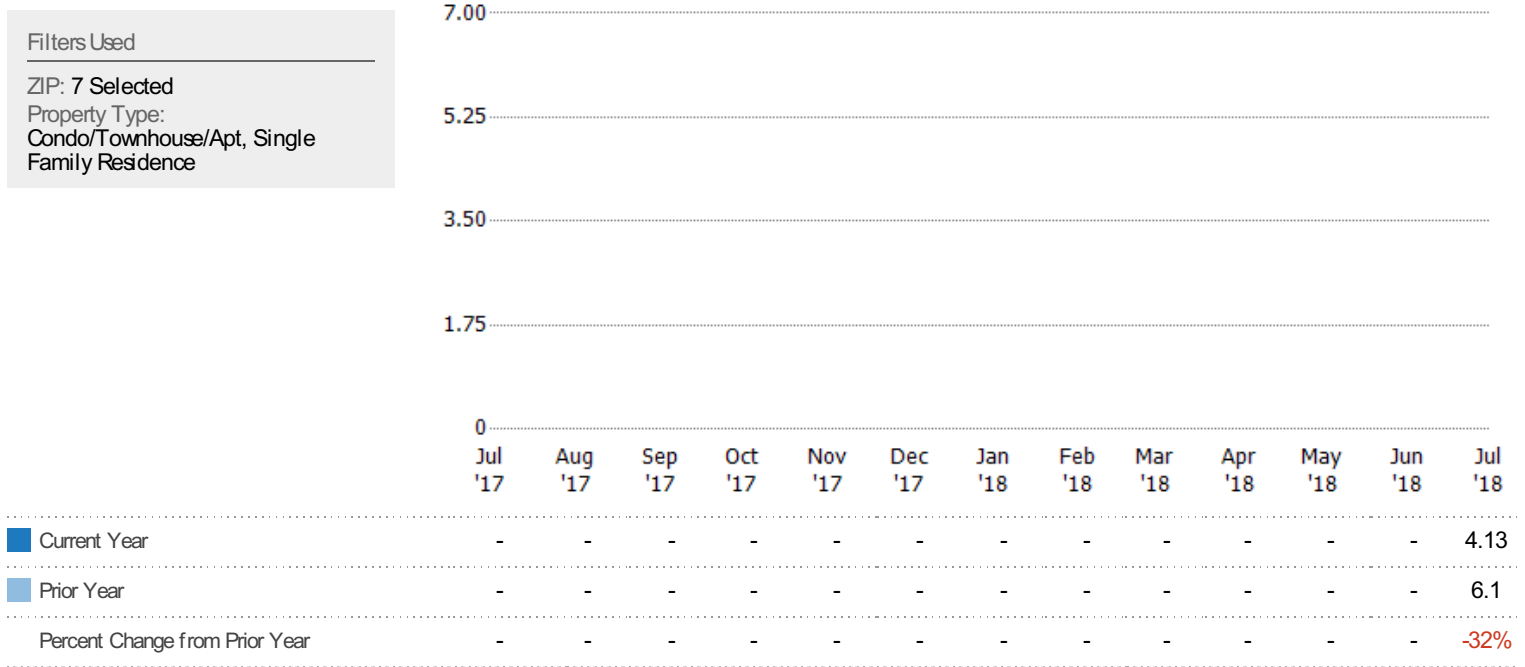 Filters Used
ZIP: 7 Selected
Property Type:
Condo/Townhouse/Apt, Single
Family Residence
7.00
5.25
3.50
1.75
0
Jul Aug Sep Oct Nov Dec Jan Feb Mar Apr May Jun Jul
'17 '17 '17 '17 '17 '17 '18 '18 '18 '18 '18 '18 '18
Current Year - - - - - - - - - - - - 4.13
Prior Year - - - - - - - - - - - - 6.1
Percent Change from Prior Year - - - - - - - - - - - - -32%